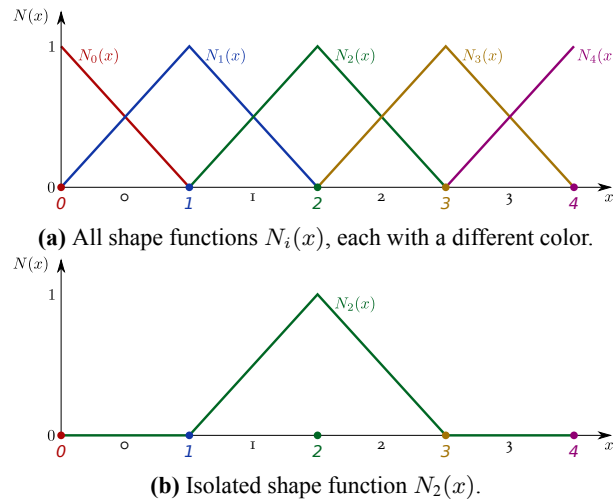 N(x)
1 N₀(x) N₁(x) N₂(x) N₃(x) N₄(x)
0
0 0 1 1 2 2 3 3 4 x
(a) All shape functions Nᵢ(x), each with a different color.
N(x)
1 N₂(x)
0
0 0 1 1 2 2 3 3 4 x
(b) Isolated shape function N₂(x).